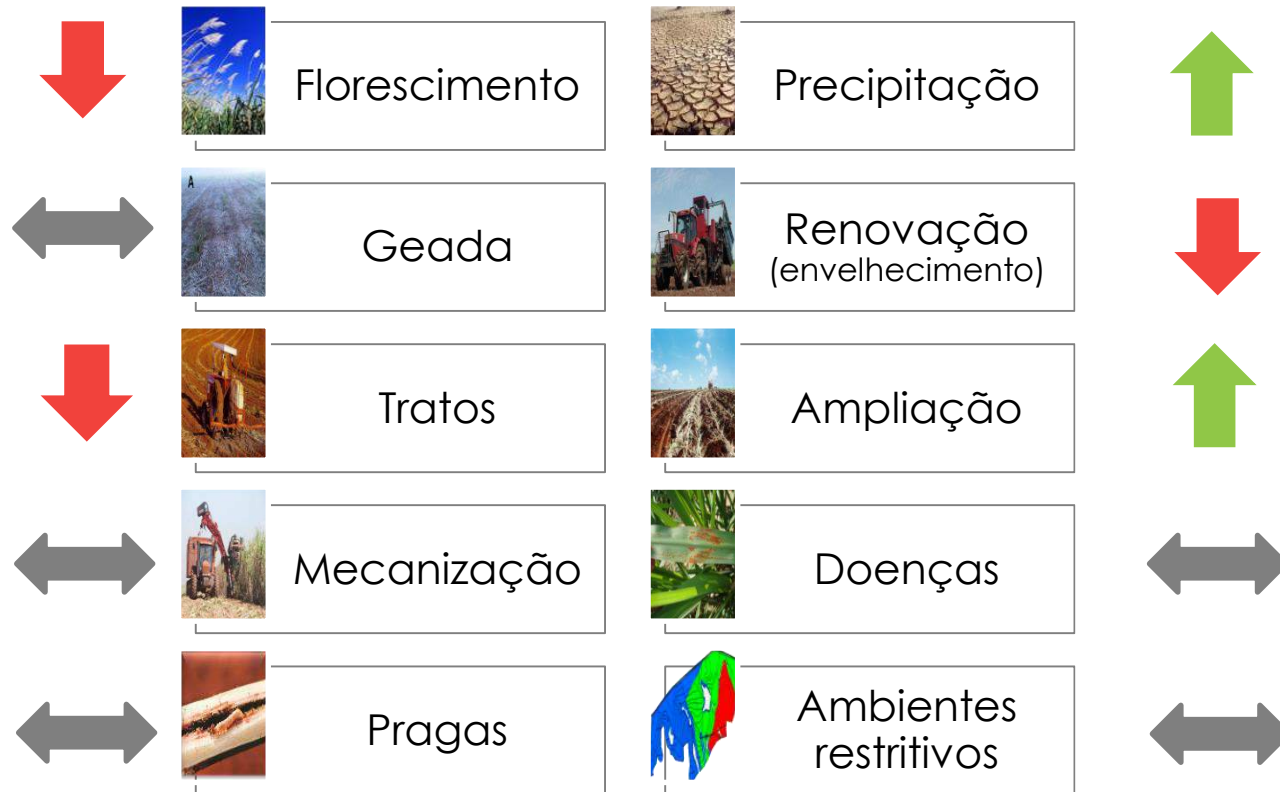 Florescimento
Precipitação
A
Geada
Renovação
(envelhecimento)
Tratos
Ampliação
Mecanização
Doenças
Pragas
Ambientes
restritivos